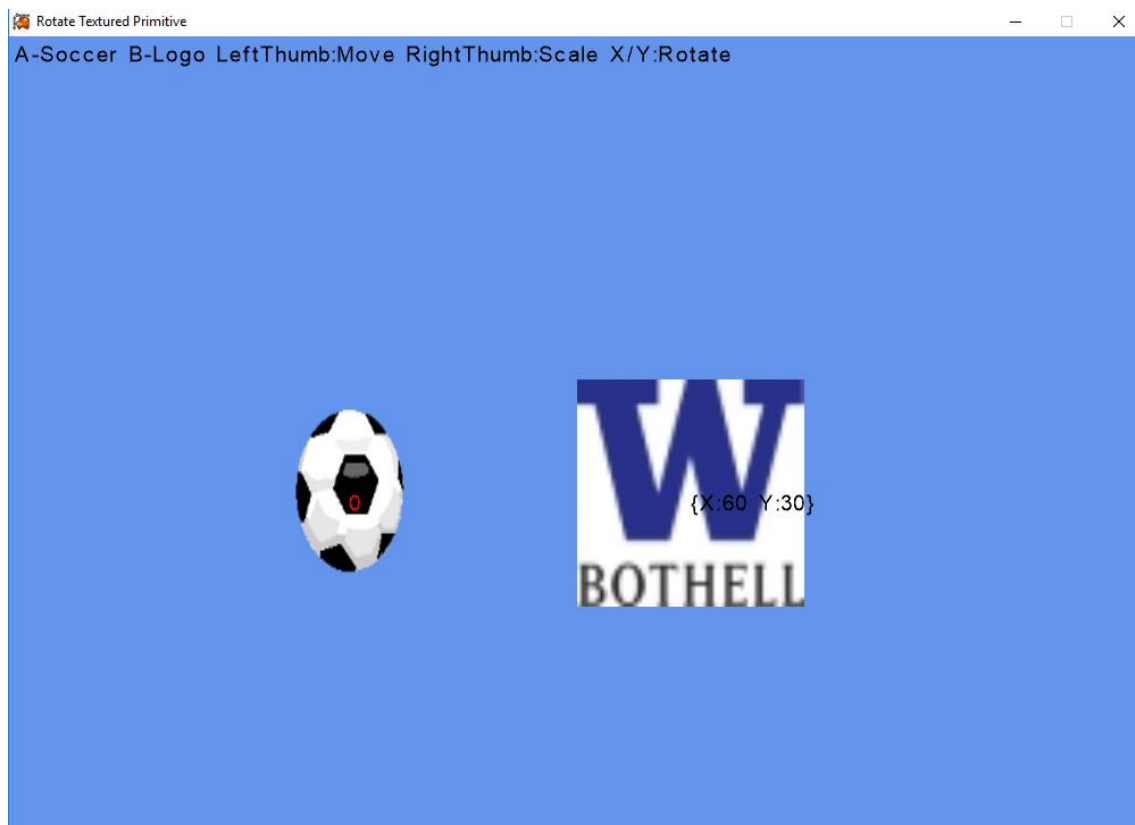 Rotate Textured Primitive
A-Soccer B-Logo LeftThumb:Move RightThumb:Scale X/Y:Rotate
W
0
{X:60 Y:30}
BOTHELL